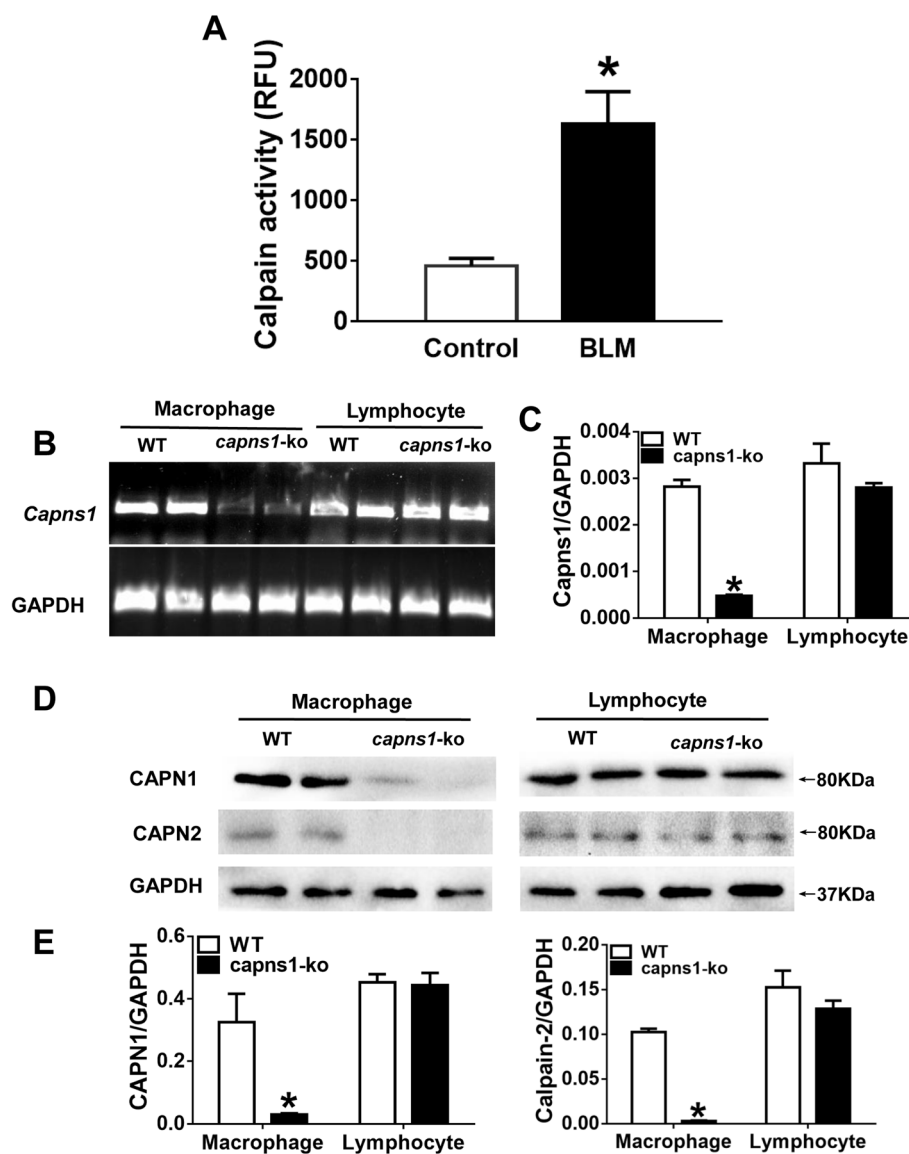 A
Calpain activity (RFU)
2000
1500
1000
500
0
*
Control BLM
B
Macrophage Lymphocyte
WT capns1-ko WT capns1-ko
Capns1
GAPDH
C
Capns1/GAPDH
0.004
0.003
0.002
0.001
0.000
WT
capns1-ko
*
Macrophage Lymphocyte
D
Macrophage Lymphocyte
WT capns1-ko WT capns1-ko
CAPN1 ←80KDa
CAPN2 ←80KDa
GAPDH ←37KDa
E
CAPN1/GAPDH
0.6
0.4
0.2
0.0
WT
capns1-ko
*
Macrophage Lymphocyte
Calpain-2/GAPDH
0.20
0.15
0.10
0.05
0.00
WT
capns1-ko
*
Macrophage Lymphocyte